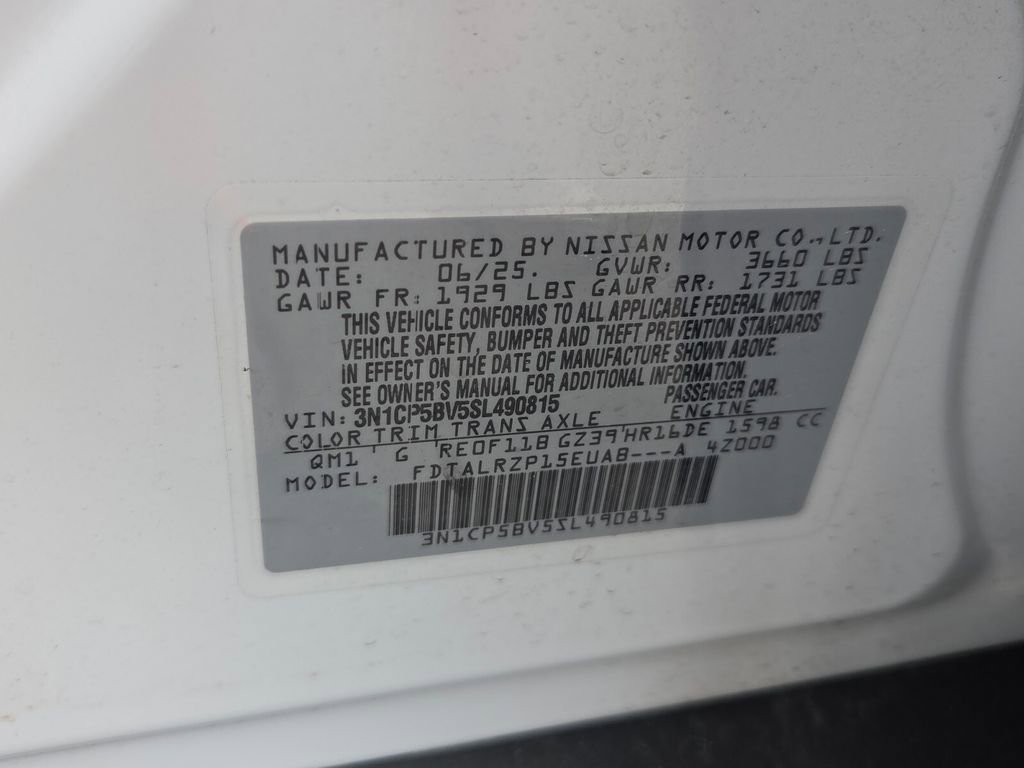 MANUFACTURED BY NISSAN MOTOR CO.,LTD.
DATE: 06/25. GVWR: 3660 LBS
GAWR FR: 1929 LBS GAWR RR: 1731 LBS
THIS VEHICLE CONFORMS TO ALL APPLICABLE FEDERAL MOTOR
VEHICLE SAFETY, BUMPER AND THEFT PREVENTION STANDARDS
IN EFFECT ON THE DATE OF MANUFACTURE SHOWN ABOVE.
SEE OWNER'S MANUAL FOR ADDITIONAL INFORMATION.
VIN: 3N1CP5BV5SL490815 PASSENGER CAR.
COLOR TRIM TRANS AXLE ENGINE
QM1 ' G 'RE0F11B GZ39'HR16DE 1598 CC
MODEL: FDTALRZP15EUAB---A 4Z000
3N1CP5BV5SL490815